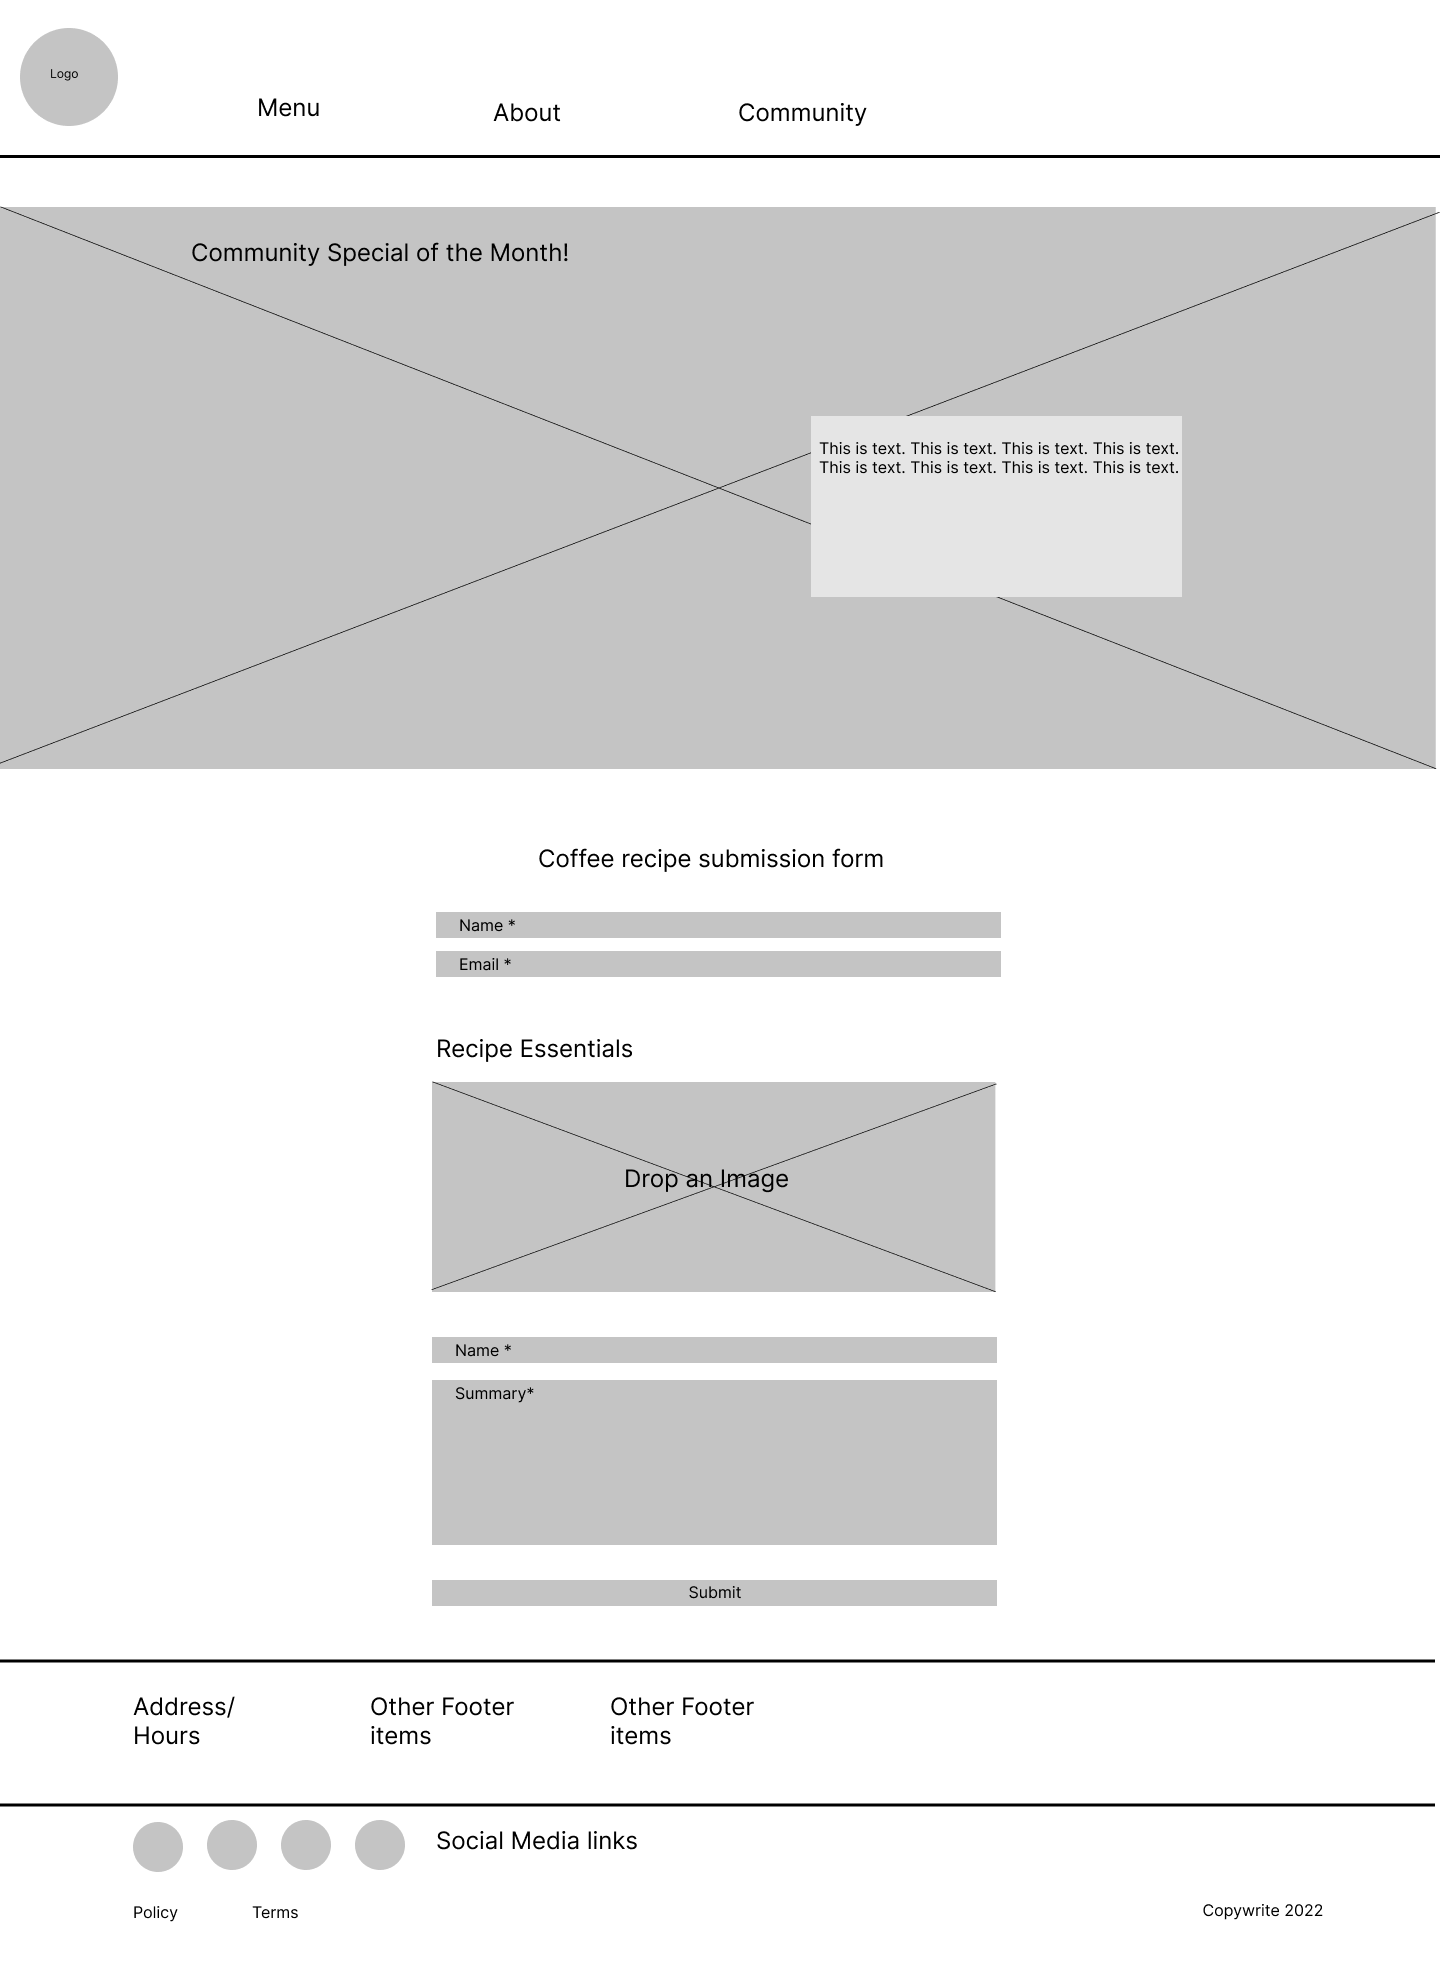 Logo
Menu
About
Community
Community Special of the Month!
This is text. This is text. This is text. This is text.
This is text. This is text. This is text. This is text.
Coffee recipe submission form
Name *
Email *
Recipe Essentials
Drop an Image
Name *
Summary*
Submit
Address/
Hours
Other Footer
items
Other Footer
items
Social Media links
Policy
Terms
Copywrite 2022